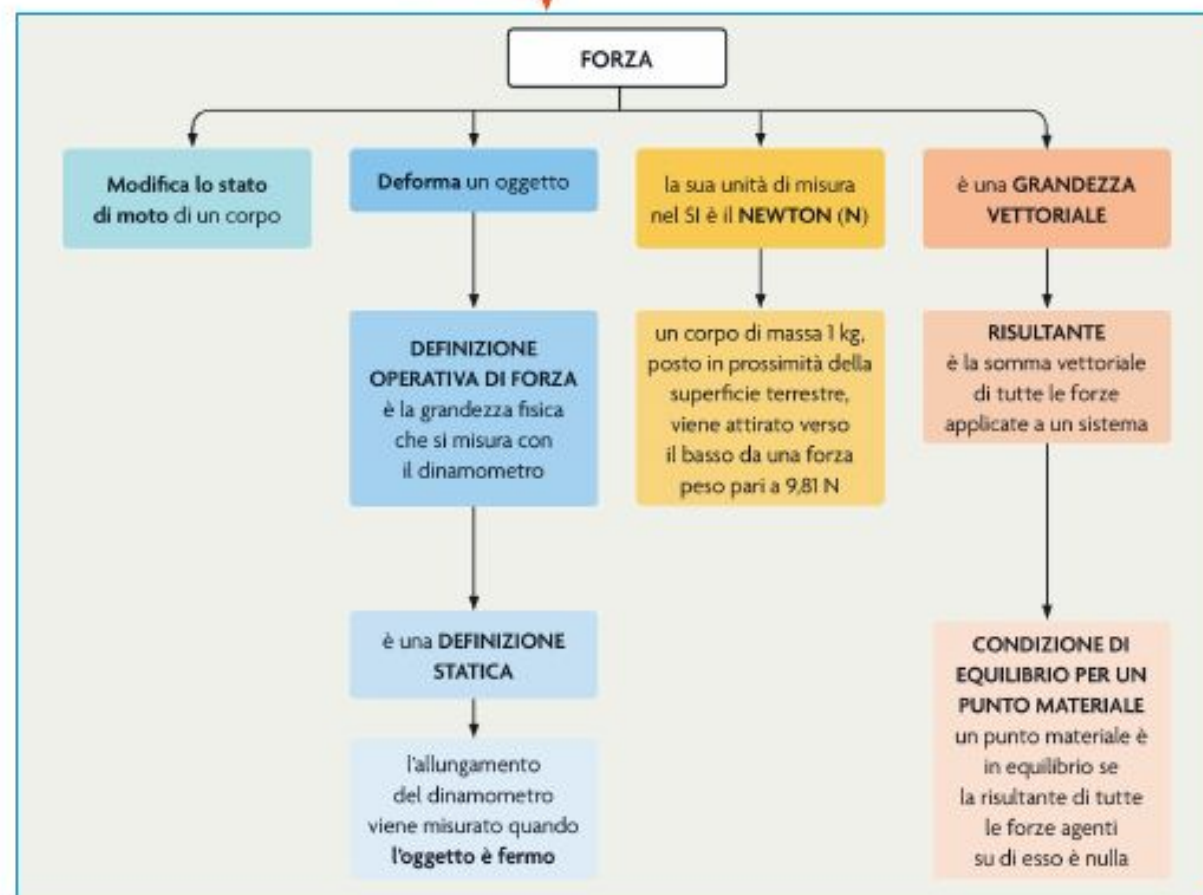 FORZA
Modifica lo stato
di moto di un corpo
Deforma un oggetto
la sua unità di misura
nel SI è il NEWTON (N)
è una GRANDEZZA
VETTORIALE
DEFINIZIONE
OPERATIVA DI FORZA
è la grandezza fisica
che si misura con
il dinamometro
un corpo di massa 1 kg,
posto in prossimità della
superficie terrestre,
viene attirato verso
il basso da una forza
peso pari a 9,81 N
RISULTANTE
è la somma vettoriale
di tutte le forze
applicate a un sistema
è una DEFINIZIONE
STATICA
l'allungamento
del dinamometro
viene misurato quando
l'oggetto è fermo
CONDIZIONE DI
EQUILIBRIO PER UN
PUNTO MATERIALE
un punto materiale è
in equilibrio se
la risultante di tutte
le forze agenti
su di esso è nulla